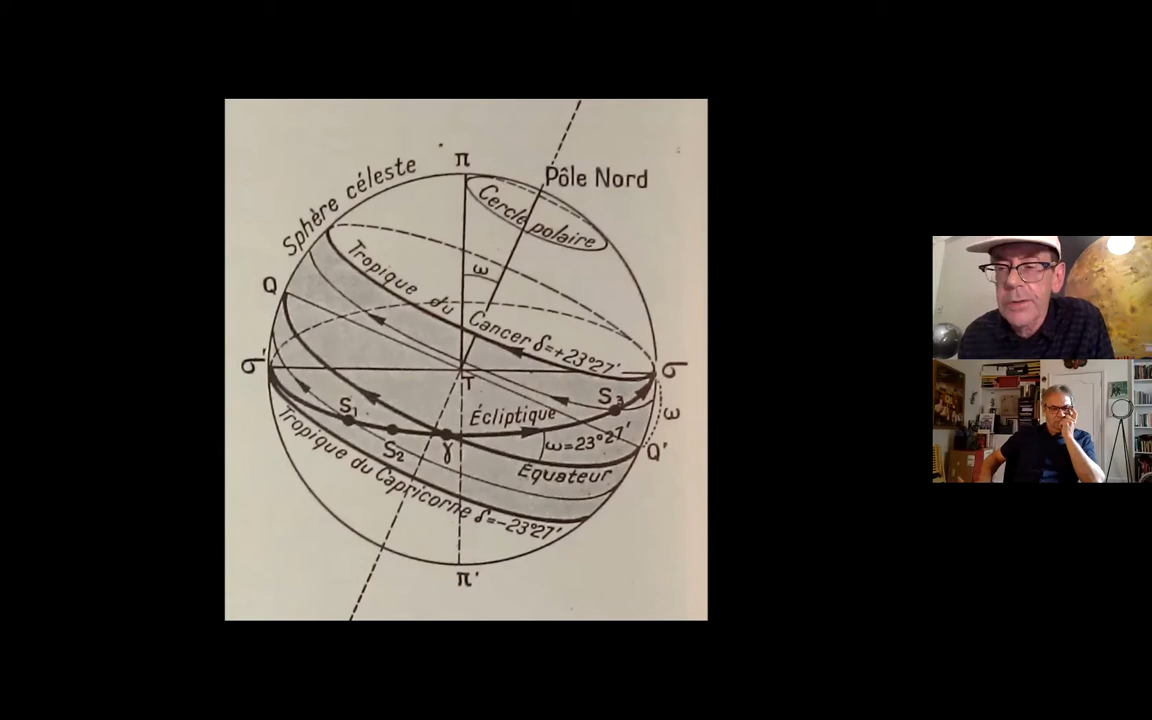 π
Pôle Nord
Sphère céleste
Cercle polaire
ω
Q
Tropique du Cancer δ=+23°27'
σ'
T
σ
S₃
ω
S₁
Écliptique
S₂
γ
ω=23°27'
Q'
Équateur
Tropique du Capricorne δ=-23°27'
π'